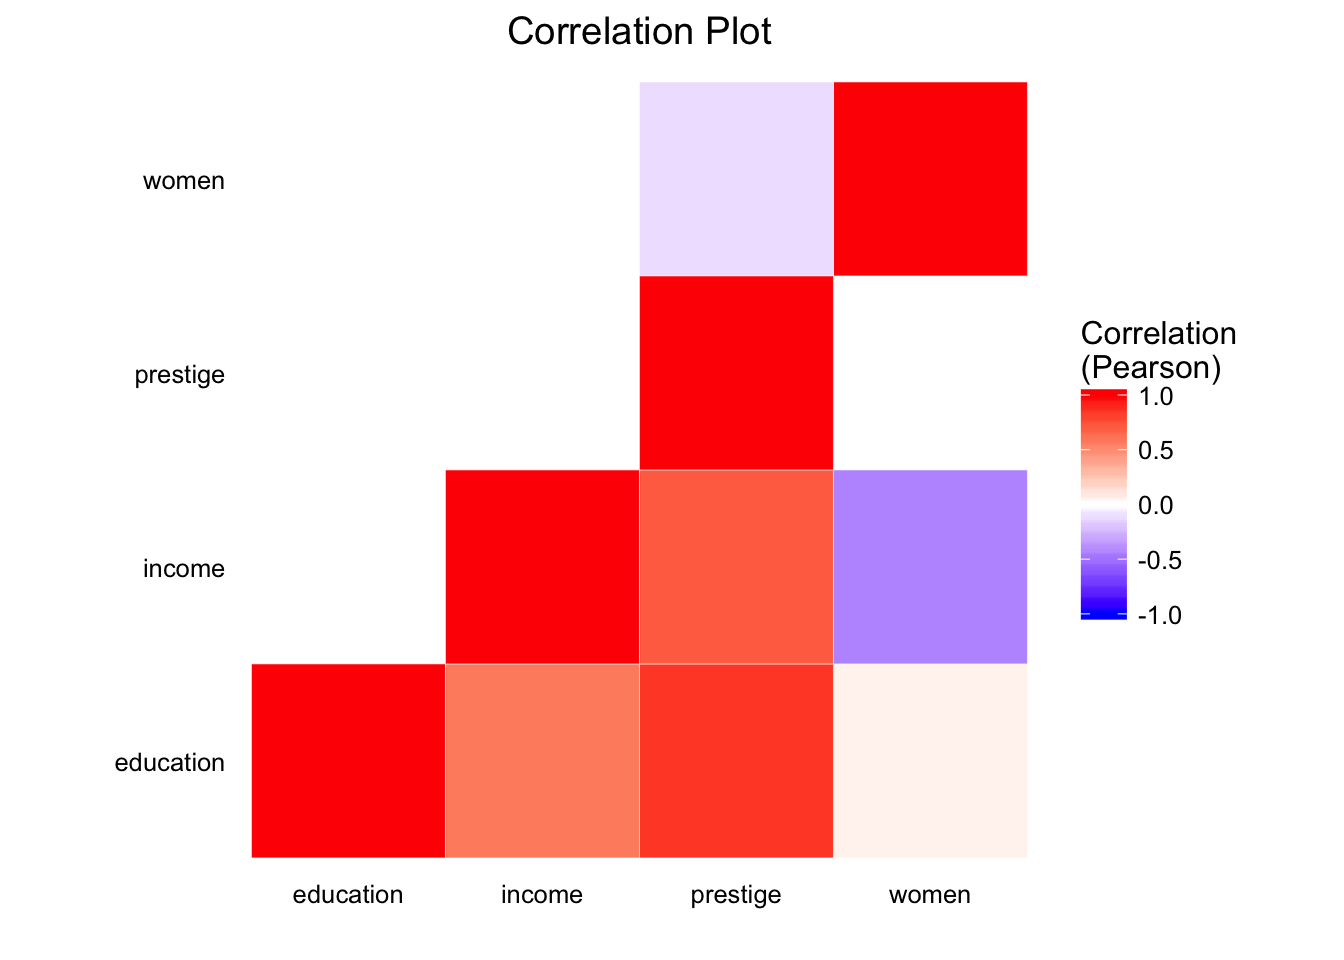 Correlation Plot
women
prestige
income
education
education income prestige women
Correlation
(Pearson)
1.0
0.5
0.0
-0.5
-1.0